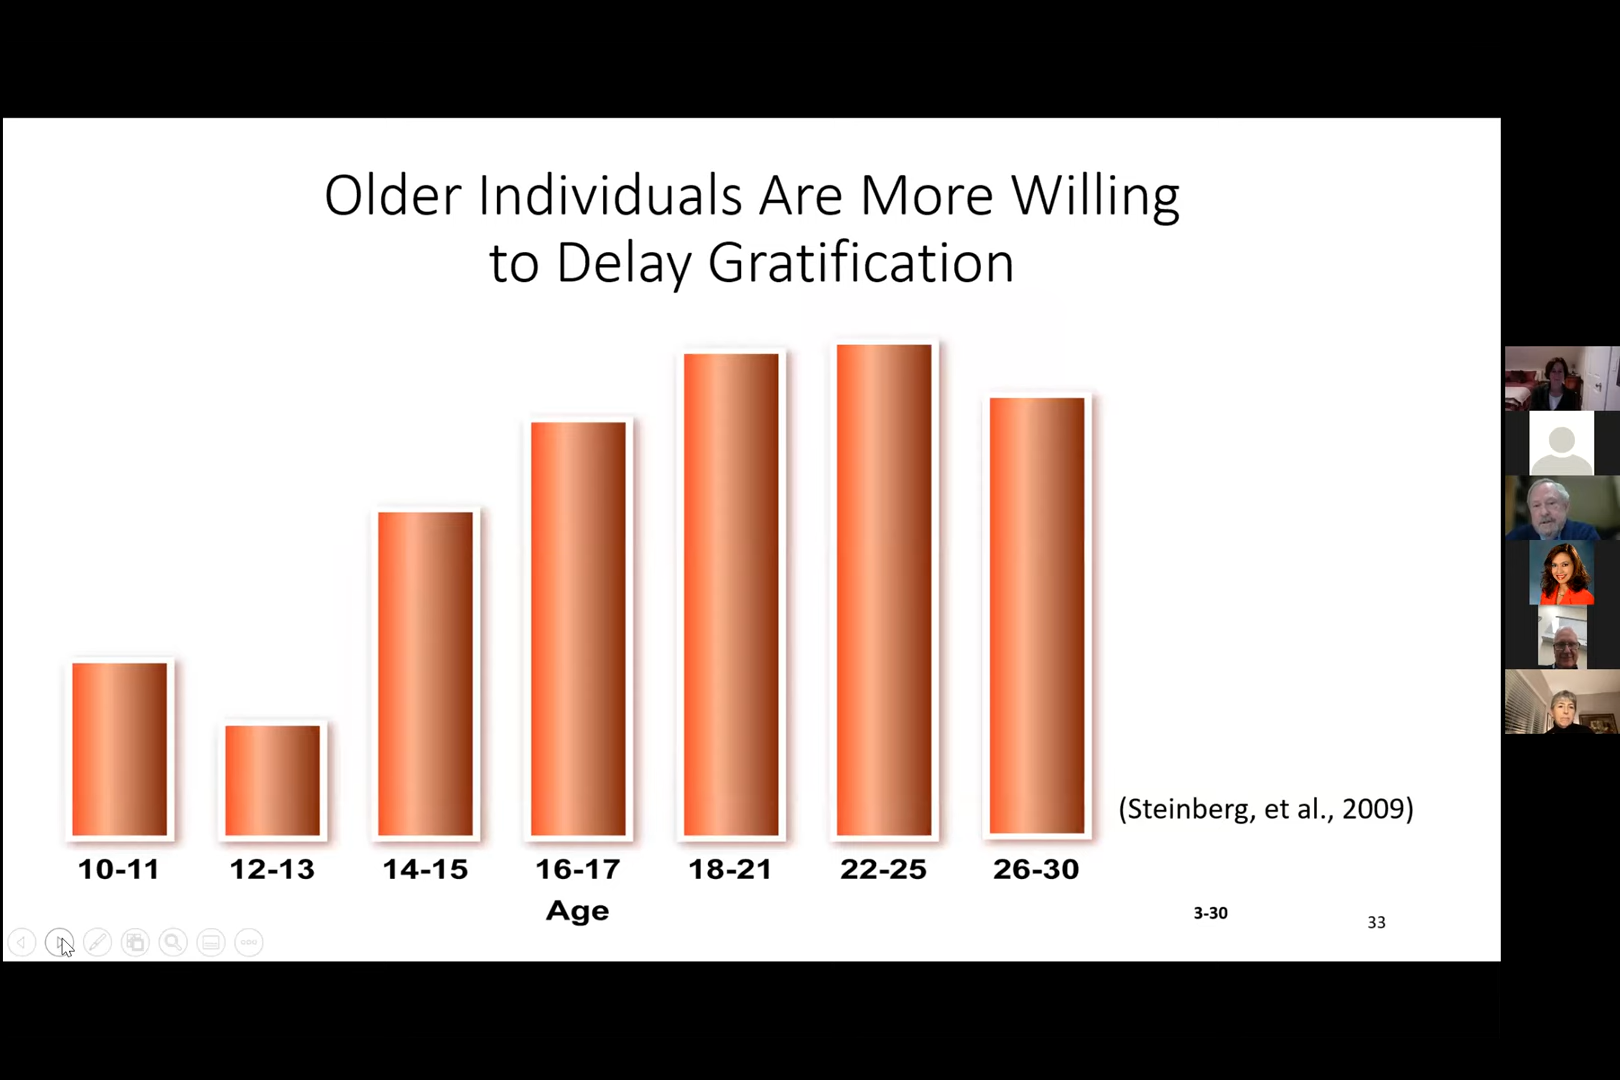 Older Individuals Are More Willing
to Delay Gratification
(Steinberg, et al., 2009)
10-11 12-13 14-15 16-17 18-21 22-25 26-30
Age
3-30
33